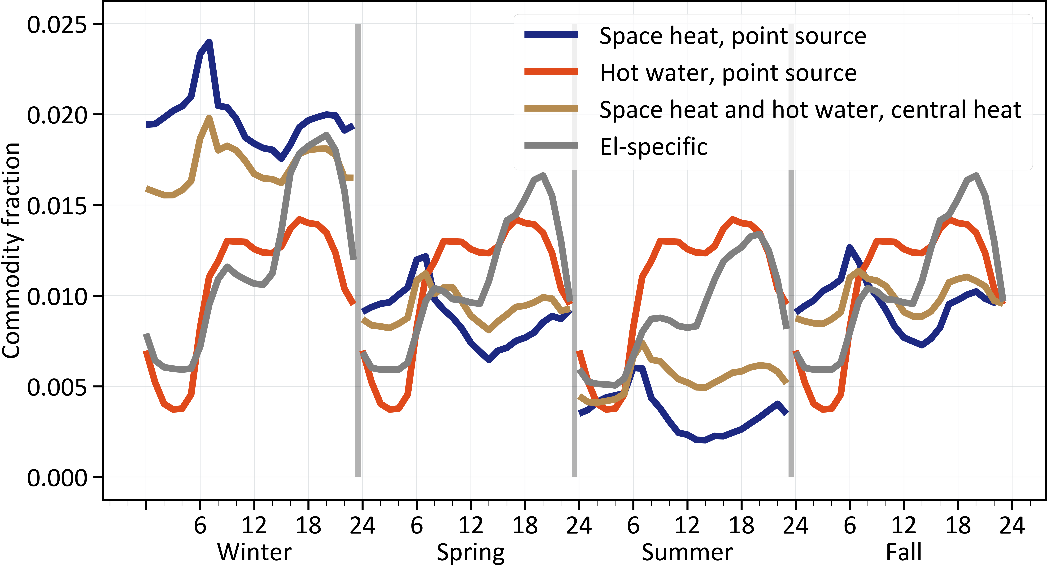 Space heat, point source
Hot water, point source
Space heat and hot water, central heat
El-specific
Commodity fraction
0.025
0.020
0.015
0.010
0.005
0.000
6 12 18 24 6 12 18 24 6 12 18 24 6 12 18 24
Winter Spring Summer Fall